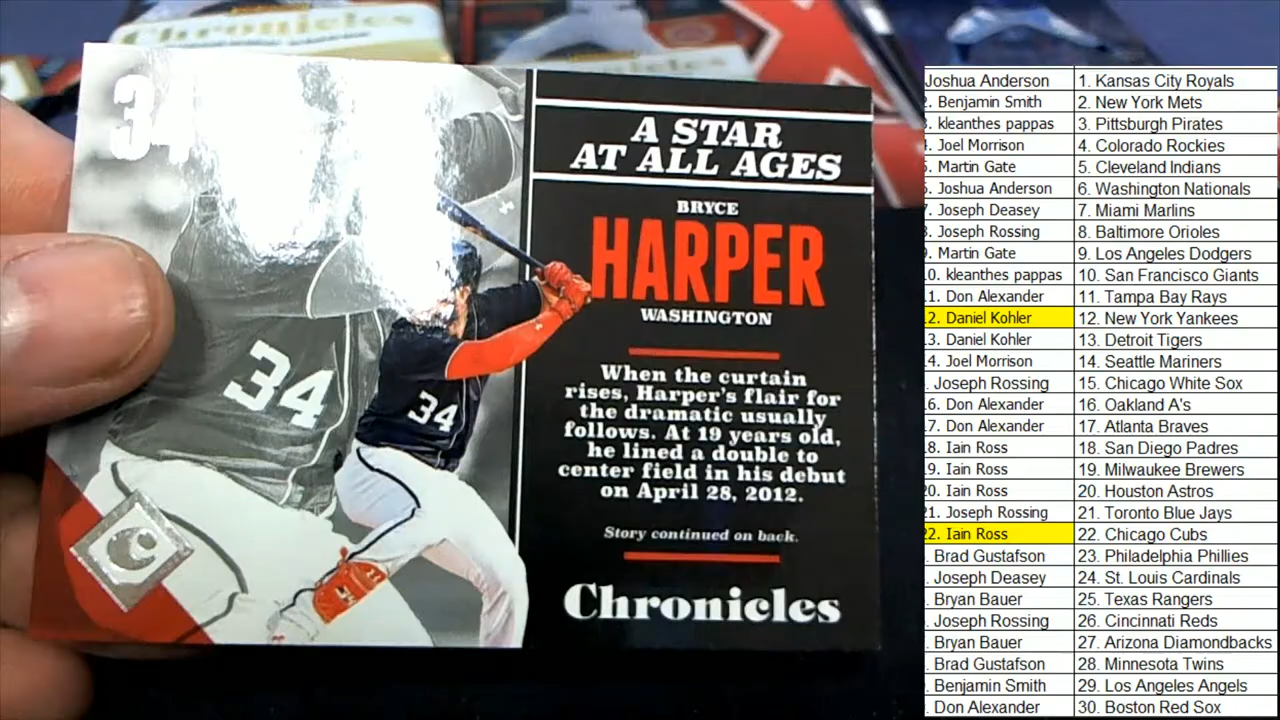 Chronicles
34
34
34
A STAR
AT ALL AGES
BRYCE
HARPER
WASHINGTON
When the curtain
rises, Harper's flair for
the dramatic usually
follows. At 19 years old,
he lined a double to
center field in his debut
on April 28, 2012.
Story continued on back.
Chronicles
Joshua Anderson 1. Kansas City Royals
2. Benjamin Smith 2. New York Mets
3. kleanthes pappas 3. Pittsburgh Pirates
4. Joel Morrison 4. Colorado Rockies
5. Martin Gate 5. Cleveland Indians
6. Joshua Anderson 6. Washington Nationals
7. Joseph Deasey 7. Miami Marlins
8. Joseph Rossing 8. Baltimore Orioles
9. Martin Gate 9. Los Angeles Dodgers
10. kleanthes pappas 10. San Francisco Giants
11. Don Alexander 11. Tampa Bay Rays
12. Daniel Kohler 12. New York Yankees
13. Daniel Kohler 13. Detroit Tigers
14. Joel Morrison 14. Seattle Mariners
. Joseph Rossing 15. Chicago White Sox
16. Don Alexander 16. Oakland A's
17. Don Alexander 17. Atlanta Braves
18. Iain Ross 18. San Diego Padres
19. Iain Ross 19. Milwaukee Brewers
20. Iain Ross 20. Houston Astros
21. Joseph Rossing 21. Toronto Blue Jays
22. Iain Ross 22. Chicago Cubs
. Brad Gustafson 23. Philadelphia Phillies
. Joseph Deasey 24. St. Louis Cardinals
. Bryan Bauer 25. Texas Rangers
. Joseph Rossing 26. Cincinnati Reds
. Bryan Bauer 27. Arizona Diamondbacks
. Brad Gustafson 28. Minnesota Twins
. Benjamin Smith 29. Los Angeles Angels
. Don Alexander 30. Boston Red Sox